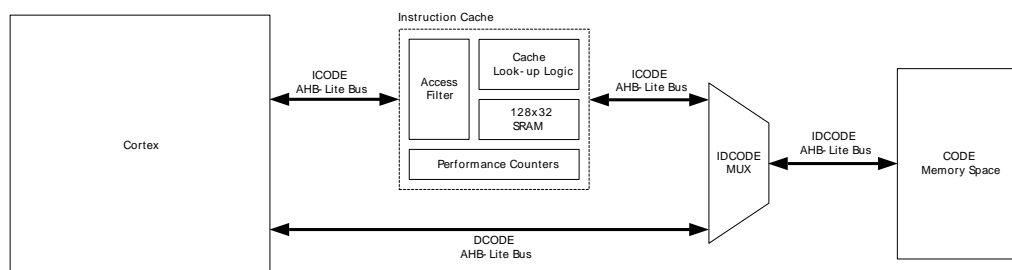 Instruction Cache
Cortex
ICODE
AHB-Lite Bus
Access
Filter
Cache
Look-up Logic
128x32
SRAM
Performance Counters
ICODE
AHB-Lite Bus
DCODE
AHB-Lite Bus
IDCODE
MUX
IDCODE
AHB-Lite Bus
CODE
Memory Space